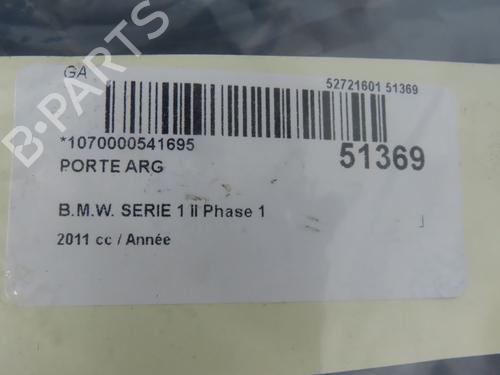 GA
52721601 51369
*1070000541695
51369
PORTE ARG
B.M.W. SERIE 1 II Phase 1
2011 cc / Année
B-PARTS